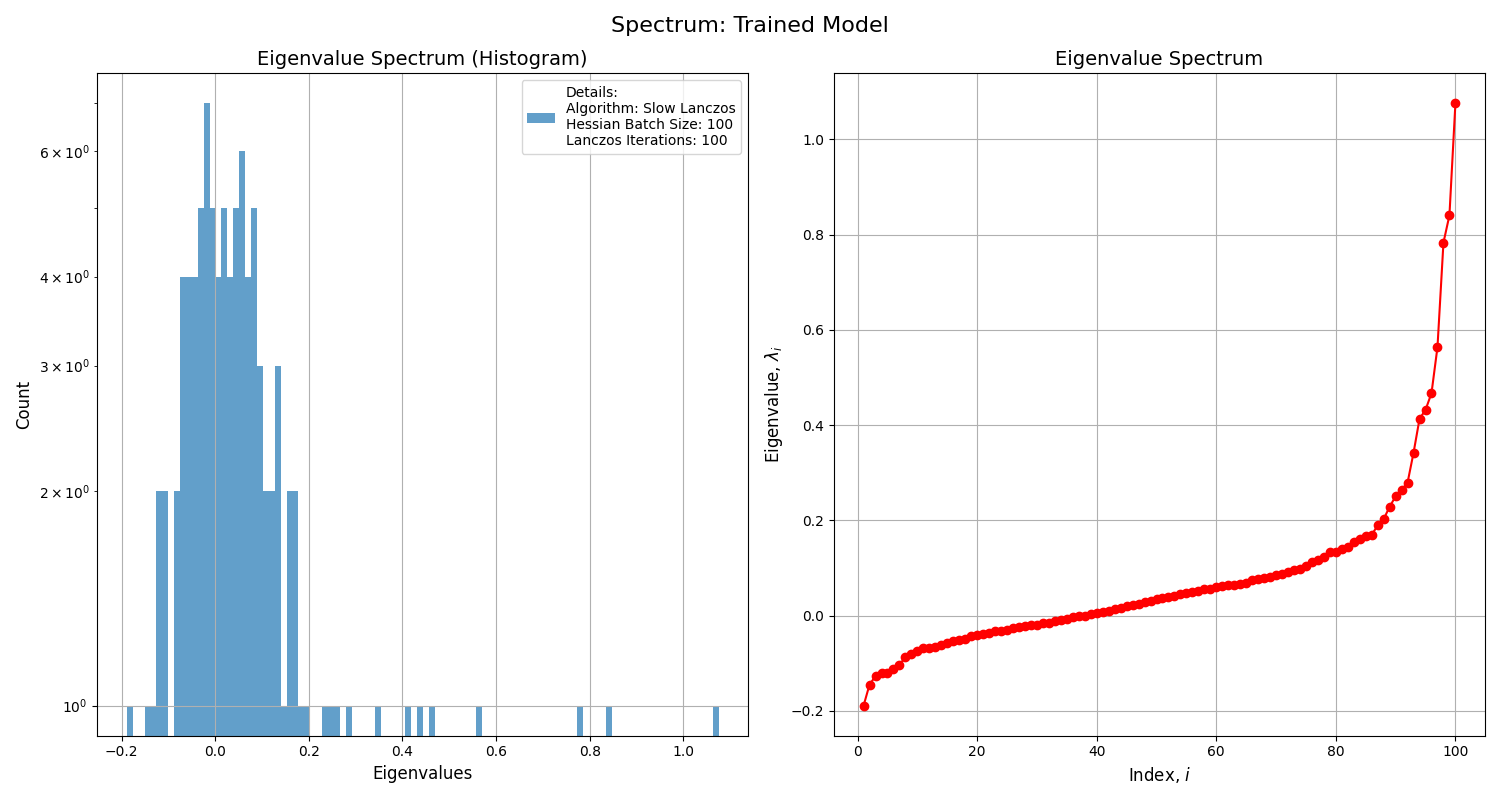 Spectrum: Trained Model
Eigenvalue Spectrum (Histogram)
Details:
Algorithm: Slow Lanczos
Hessian Batch Size: 100
Lanczos Iterations: 100
6 × 10⁰
4 × 10⁰
3 × 10⁰
2 × 10⁰
10⁰
Count
−0.2 0.0 0.2 0.4 0.6 0.8 1.0
Eigenvalues
Eigenvalue Spectrum
1.0
0.8
0.6
0.4
0.2
0.0
−0.2
Eigenvalue, λᵢ
0 20 40 60 80 100
Index, i